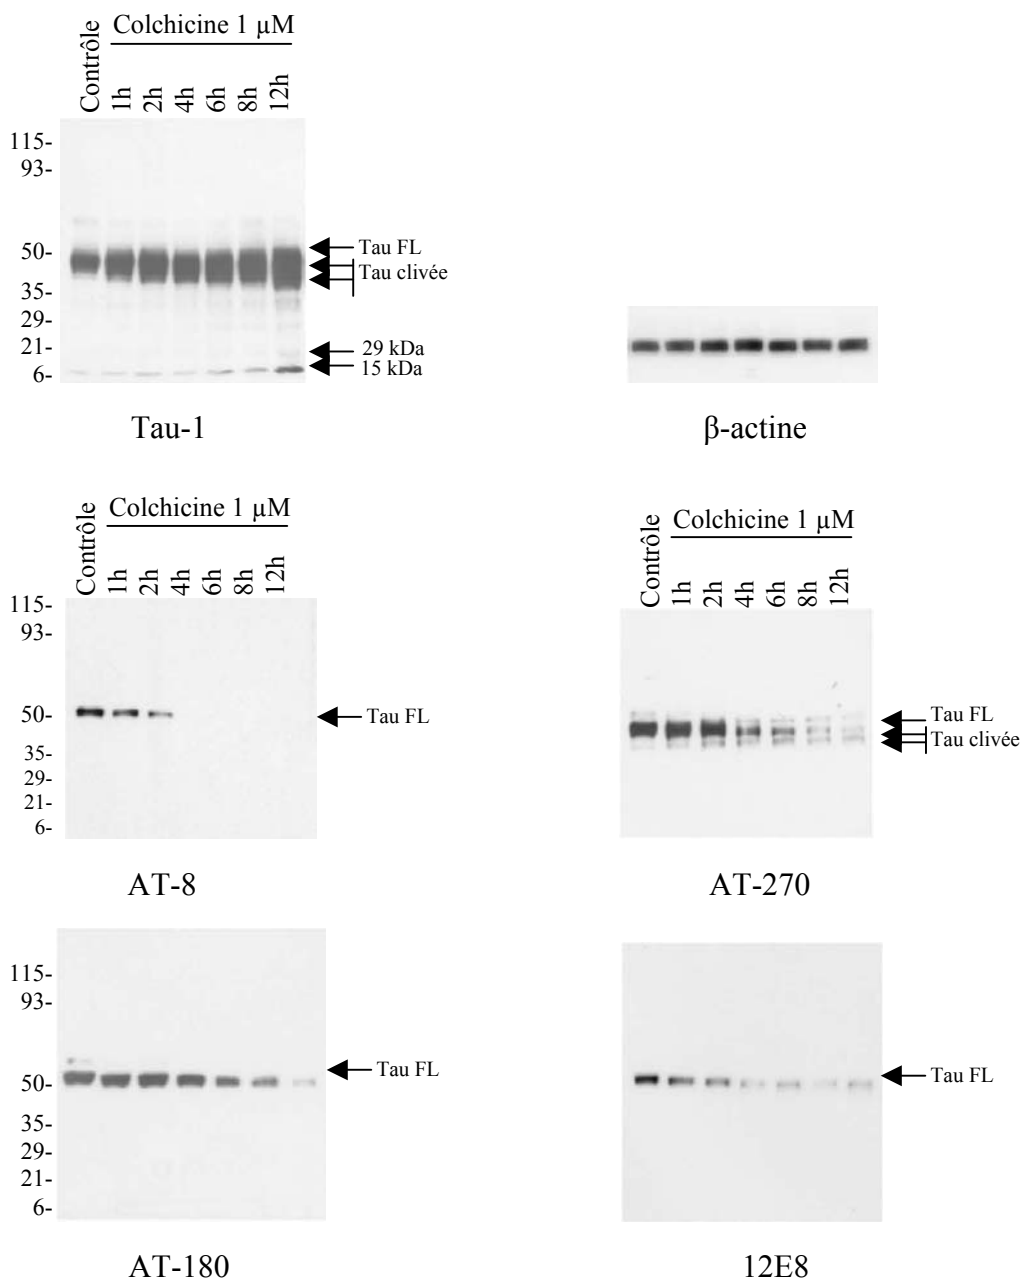 Colchicine 1 µM
Contrôle
1h
2h
4h
6h
8h
12h
115-
93-
50-
35-
29-
21-
6-
Tau FL
Tau clivée
29 kDa
15 kDa
Tau-1
β-actine
Colchicine 1 µM
Contrôle
1h
2h
4h
6h
8h
12h
115-
93-
50-
35-
29-
21-
6-
Tau FL
AT-8
Colchicine 1 µM
Contrôle
1h
2h
4h
6h
8h
12h
Tau FL
Tau clivée
AT-270
115-
93-
50-
35-
29-
21-
6-
Tau FL
AT-180
Tau FL
12E8